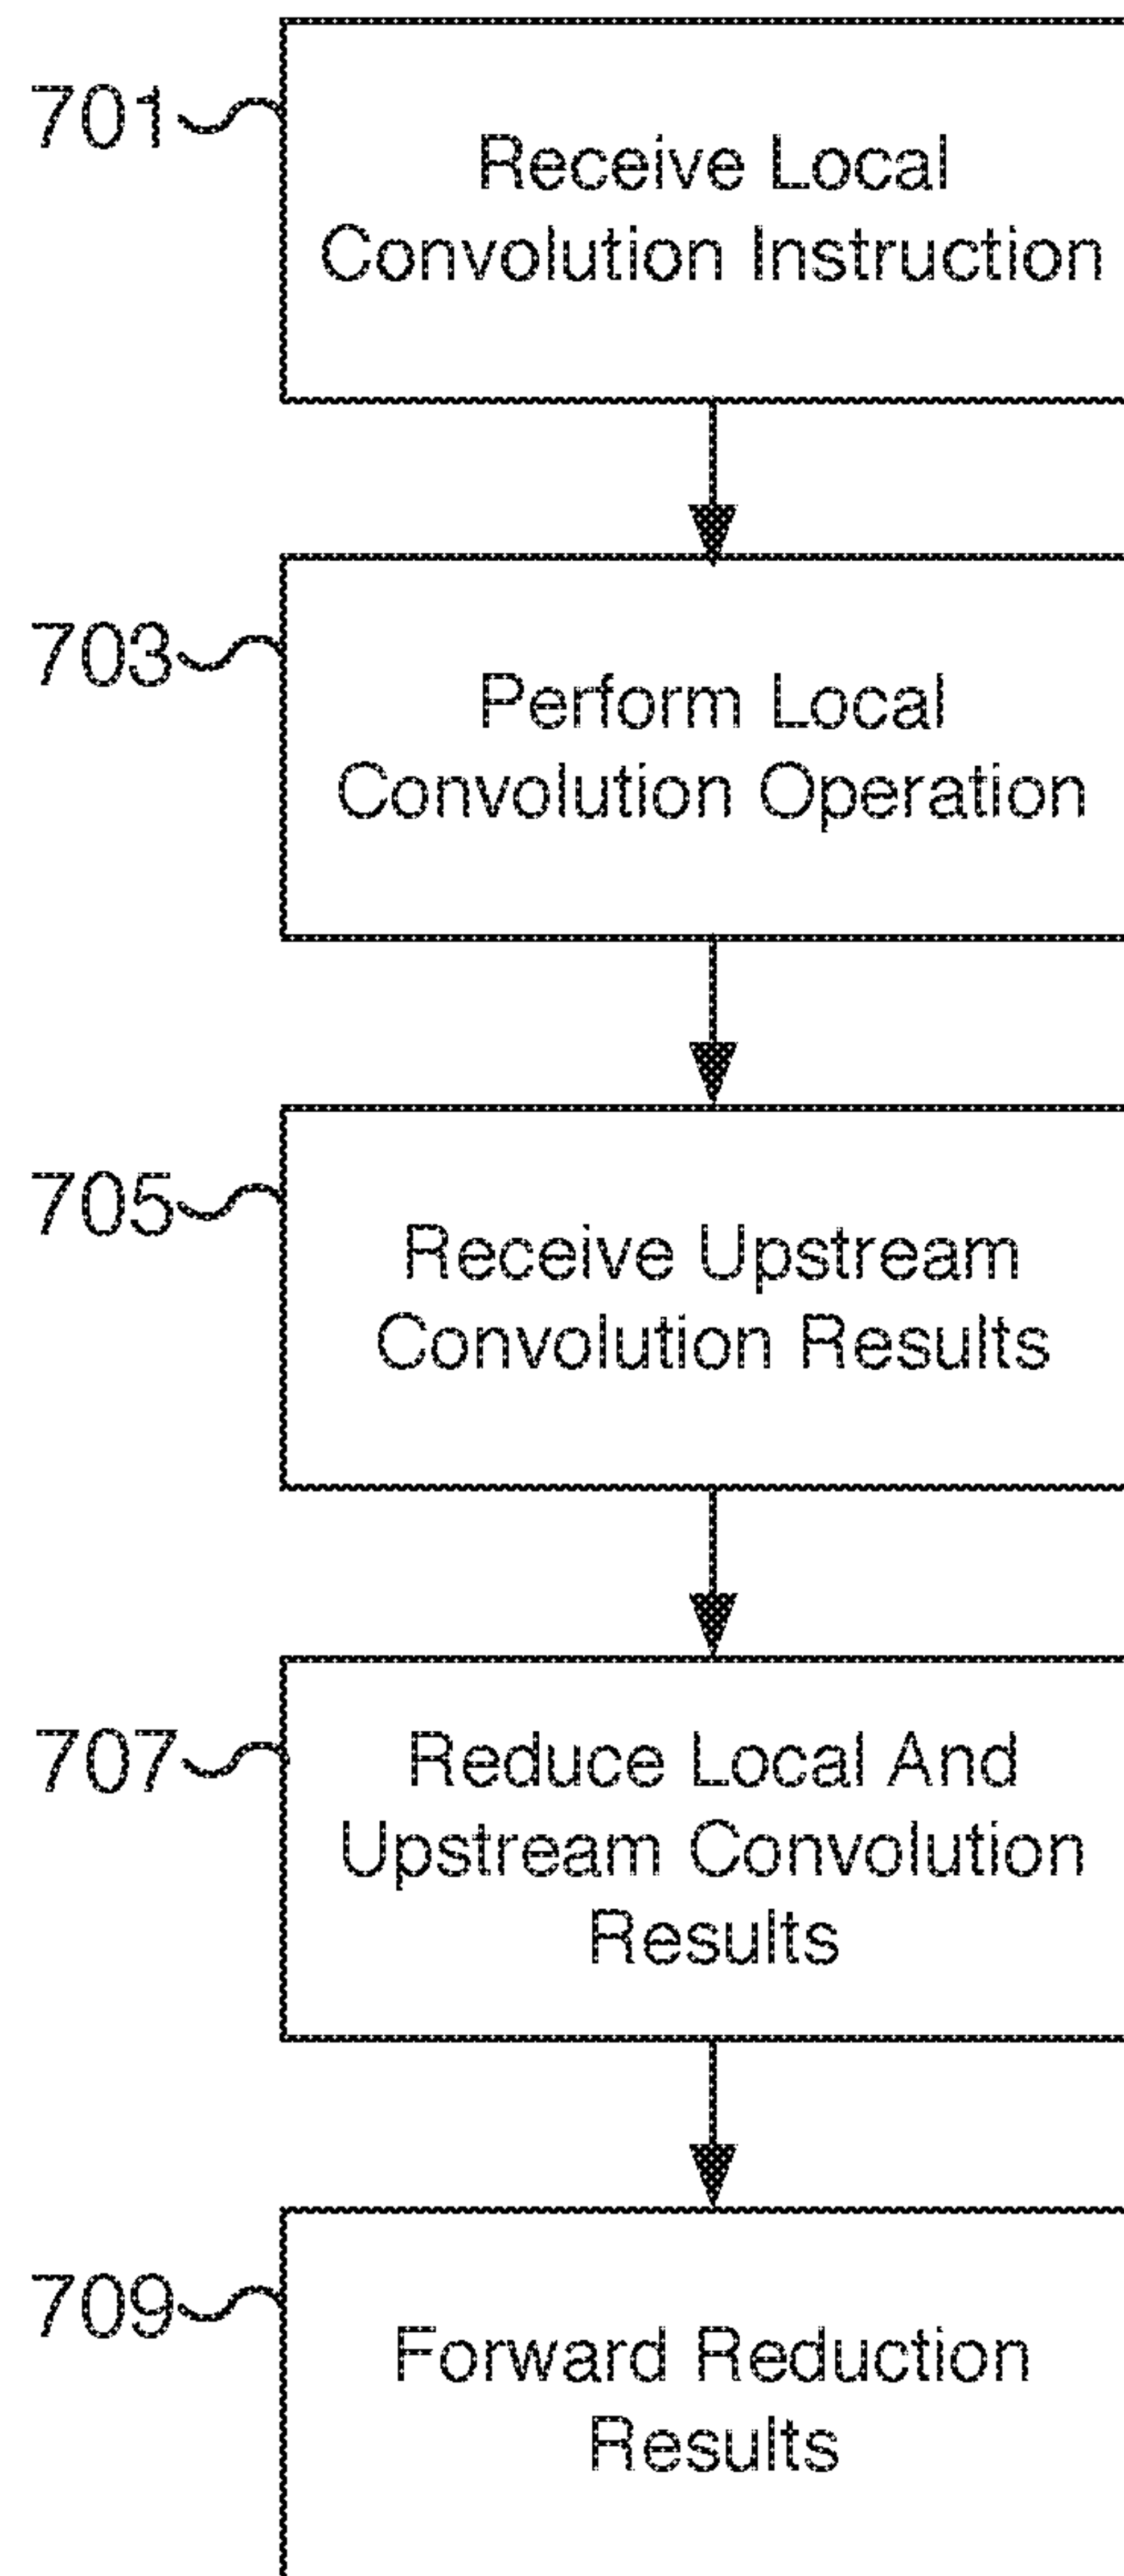 701
Receive Local
Convolution Instruction
703
Perform Local
Convolution Operation
705
Receive Upstream
Convolution Results
707
Reduce Local And
Upstream Convolution
Results
709
Forward Reduction
Results